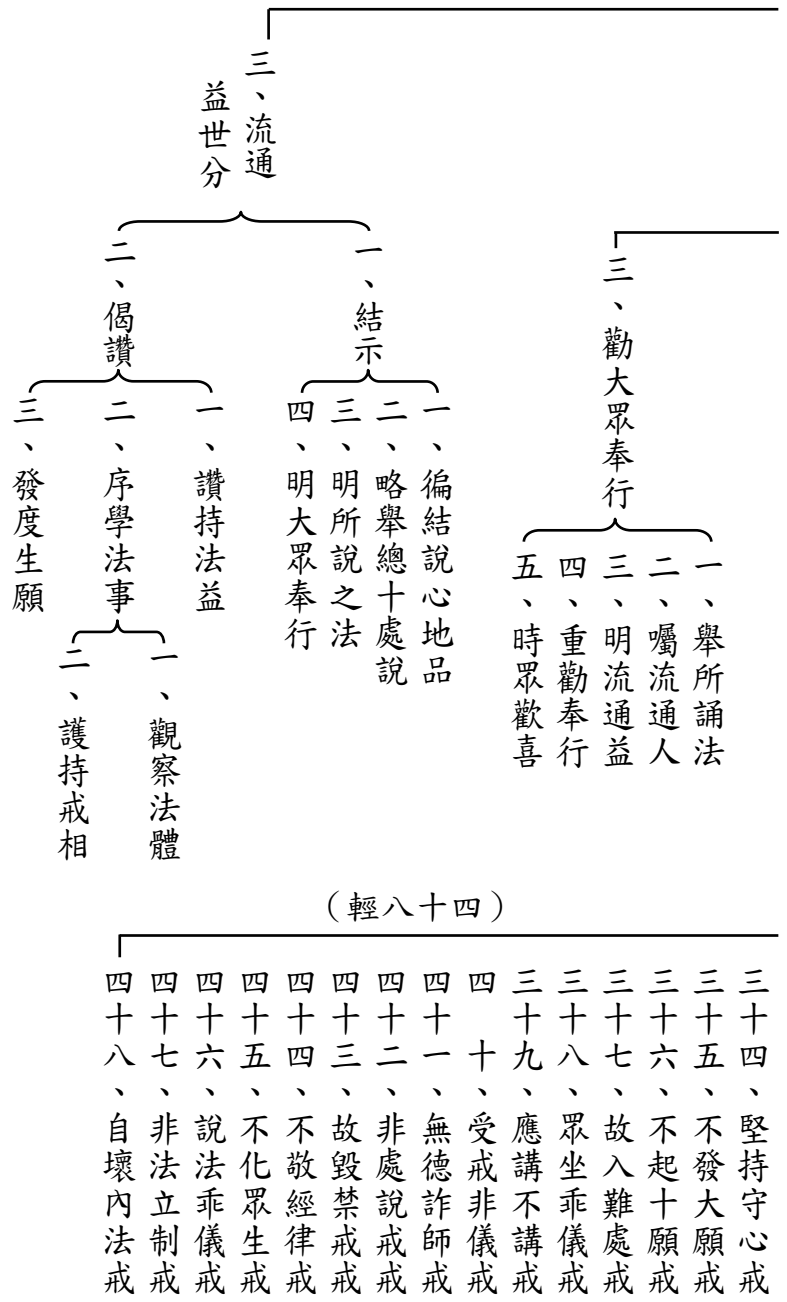 三、勸大眾奉行
一、舉所誦法
二、囑流通人
三、明流通益
四、重勸奉行
五、時眾歡喜
三、流通
益世分
一、結示
一、徧結說心地品
二、略舉總十處說
三、明所說之法
四、明大眾奉行
二、偈讚
一、讚持法益
二、序學法事
一、觀察法體
二、護持戒相
三、發度生願
（輕八十四）
三十四、堅持守心戒
三十五、不發大願戒
三十六、不起十願戒
三十七、故入難處戒
三十八、眾坐乖儀戒
三十九、應講不講戒
四　十、受戒非儀戒
四十一、無德詐師戒
四十二、非處說戒戒
四十三、故毀禁戒戒
四十四、不敬經律戒
四十五、不化眾生戒
四十六、說法乖儀戒
四十七、非法立制戒
四十八、自壞內法戒